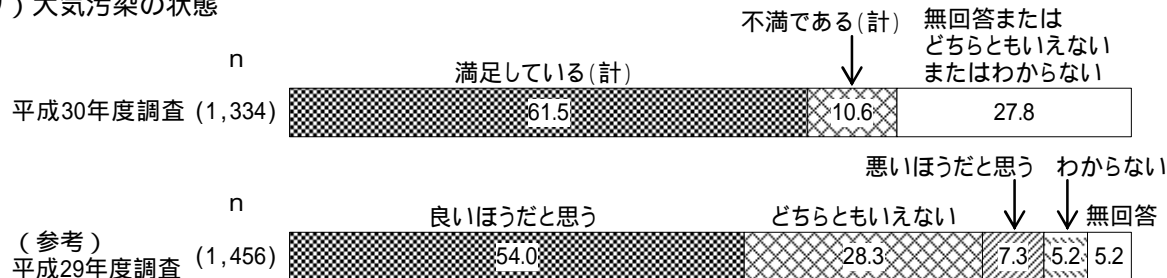 ）大気汚染の状態
不満である(計)
無回答または
どちらともいえない
またはわからない
n
満足している(計)
平成30年度調査 (1,334) 61.5 10.6 27.8
悪いほうだと思う わからない
n
良いほうだと思う どちらともいえない 無回答
（参考）
平成29年度調査 (1,456) 54.0 28.3 7.3 5.2 5.2